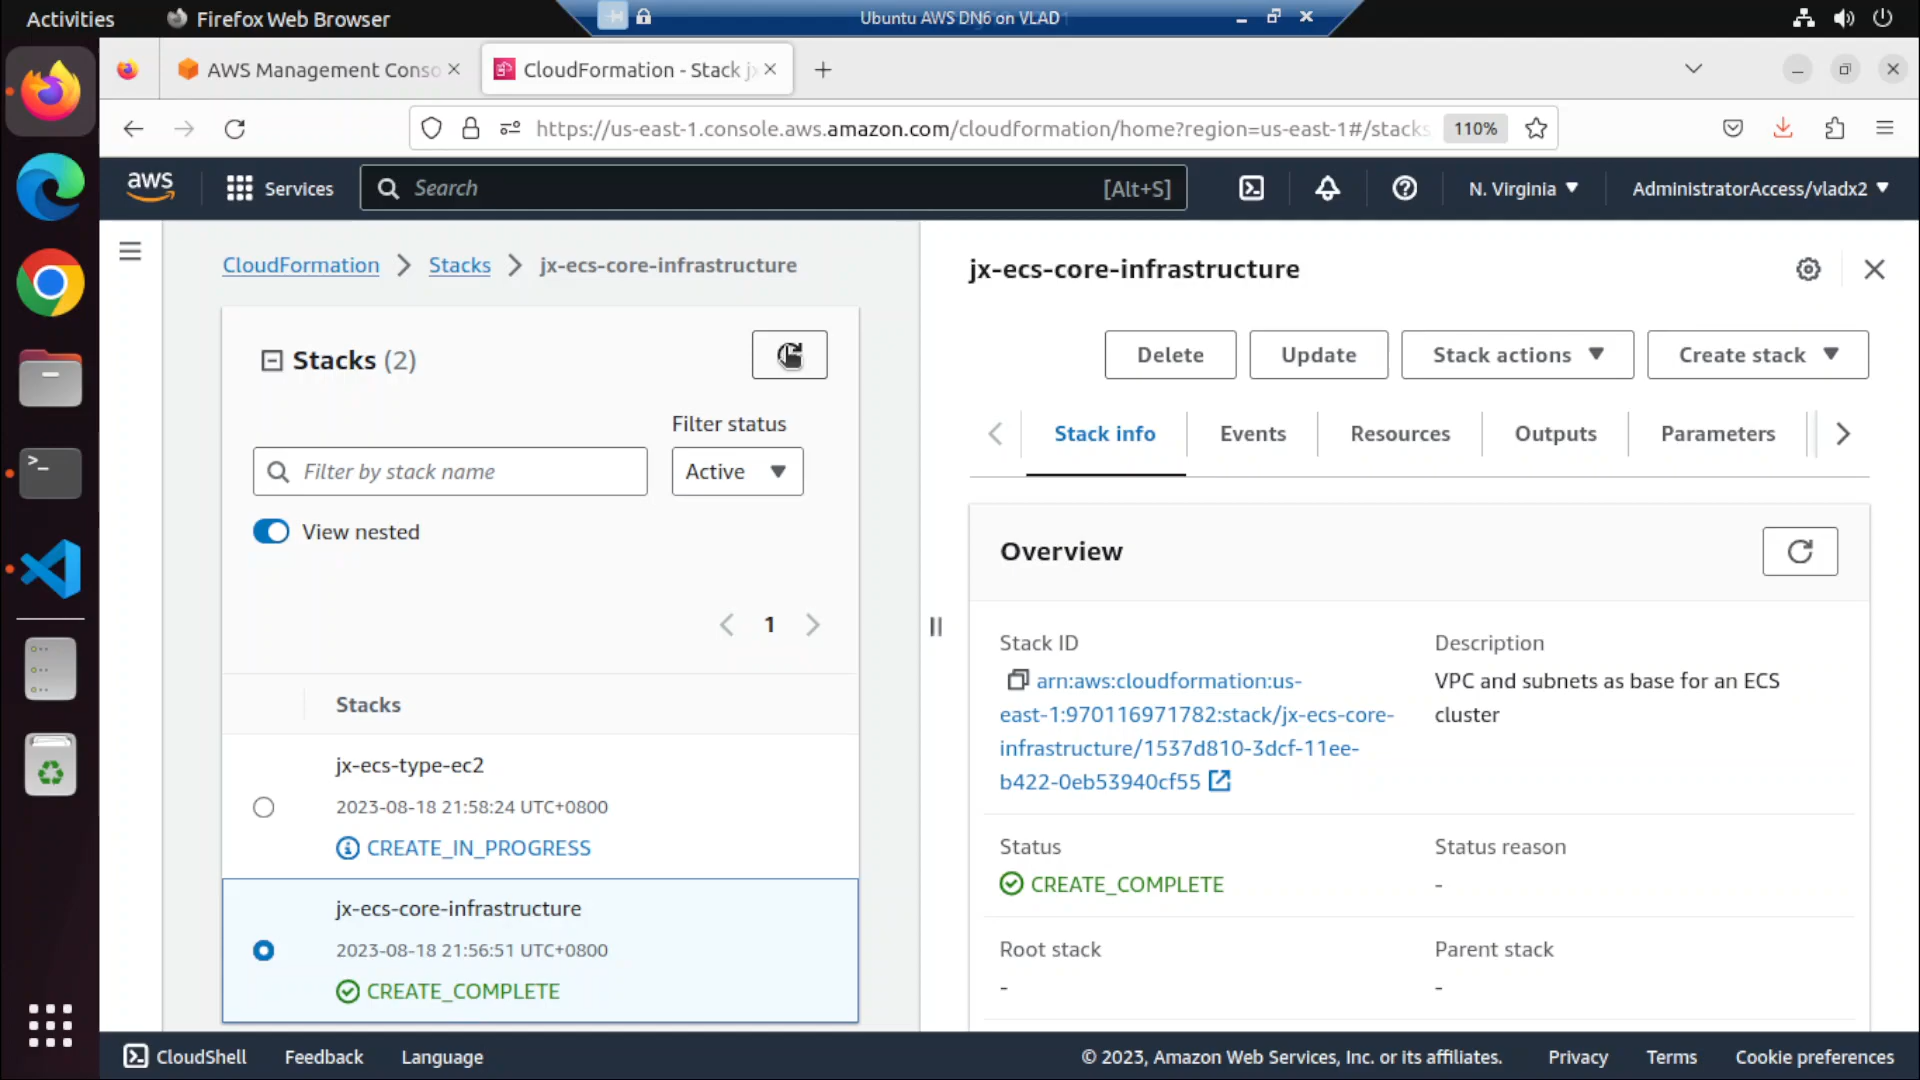 Activities
Firefox Web Browser
Ubuntu AWS DN6 on VLAD
AWS Management Conso
CloudFormation - Stack j
https://us-east-1.console.aws.amazon.com/cloudformation/home?region=us-east-1#/stacks
110%
aws
Services
Search
[Alt+S]
N. Virginia
AdministratorAccess/vladx2
CloudFormation
Stacks
jx-ecs-core-infrastructure
Stacks (2)
Filter status
Filter by stack name
Active
View nested
1
Stacks
jx-ecs-type-ec2
2023-08-18 21:58:24 UTC+0800
CREATE_IN_PROGRESS
jx-ecs-core-infrastructure
2023-08-18 21:56:51 UTC+0800
CREATE_COMPLETE
jx-ecs-core-infrastructure
Delete
Update
Stack actions
Create stack
Stack info
Events
Resources
Outputs
Parameters
Overview
Stack ID
arn:aws:cloudformation:us-
east-1:970116971782:stack/jx-ecs-core-
infrastructure/1537d810-3dcf-11ee-
b422-0eb53940cf55
Description
VPC and subnets as base for an ECS
cluster
Status
CREATE_COMPLETE
Status reason
-
Root stack
-
Parent stack
-
CloudShell
Feedback
Language
© 2023, Amazon Web Services, Inc. or its affiliates.
Privacy
Terms
Cookie preferences